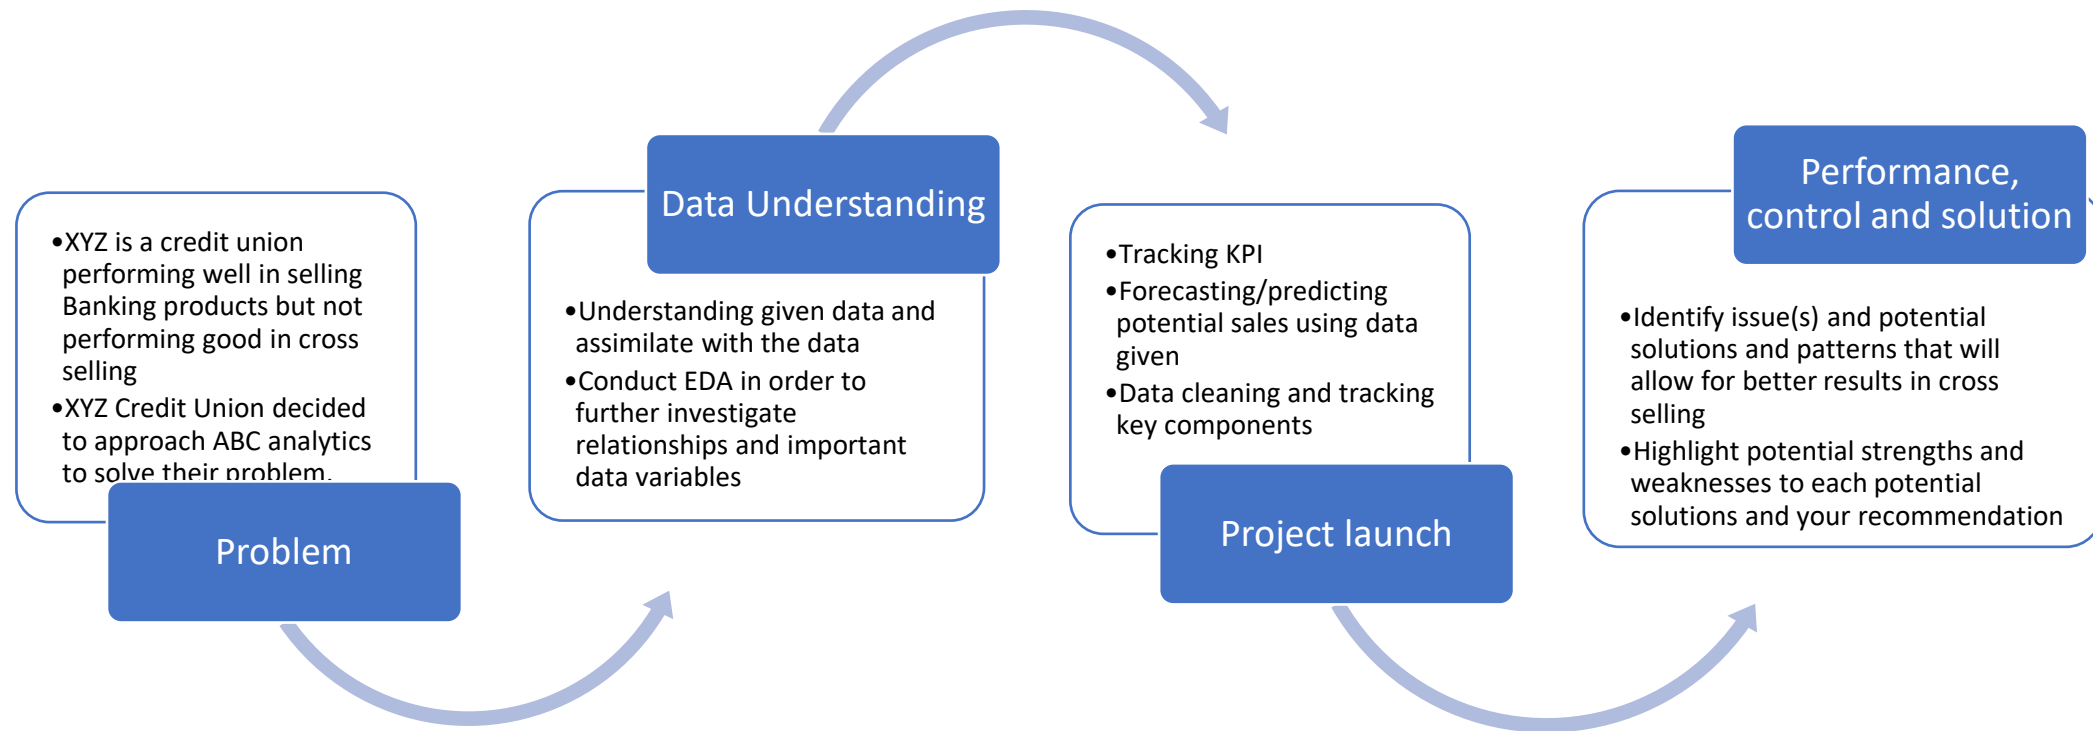 •XYZ is a credit union
performing well in selling
Banking products but not
performing good in cross
selling
•XYZ Credit Union decided
to approach ABC analytics
to solve their problem.
Problem
Data Understanding
•Understanding given data and
assimilate with the data
•Conduct EDA in order to
further investigate
relationships and important
data variables
•Tracking KPI
•Forecasting/predicting
potential sales using data
given
•Data cleaning and tracking
key components
Project launch
Performance,
control and solution
•Identify issue(s) and potential
solutions and patterns that will
allow for better results in cross
selling
•Highlight potential strengths and
weaknesses to each potential
solutions and your recommendation